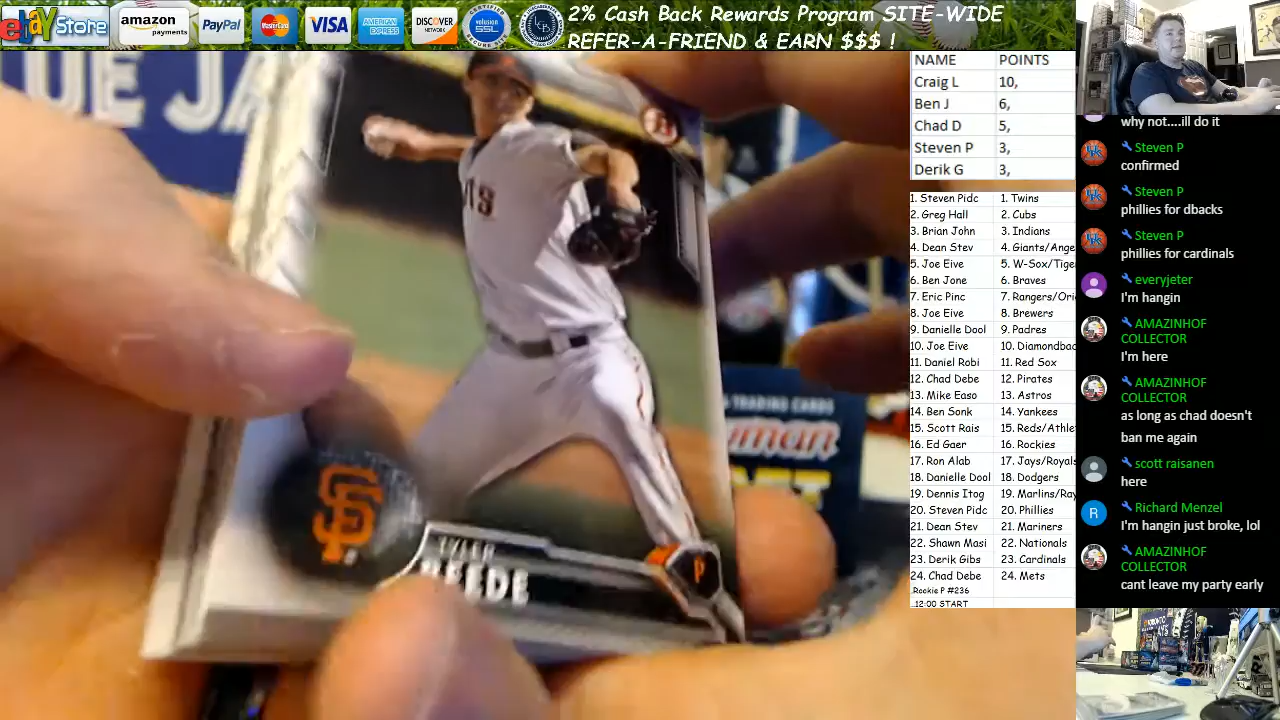 ebay Store
amazon payments
PayPal
MasterCard
VISA
AMERICAN EXPRESS
DISCOVER NETWORK
volusion SSL
2% Cash Back Rewards Program SITE-WIDE
REFER-A-FRIEND & EARN $$$ !
UE JA
SF
TYLER
BEEDE
P
TRADING CARDS
wman
NAME POINTS
Craig L 10,
Ben J 6,
Chad D 5,
Steven P 3,
Derik G 3,
1. Steven Pidc 1. Twins
2. Greg Hall 2. Cubs
3. Brian John 3. Indians
4. Dean Stev 4. Giants/Ange
5. Joe Eive 5. W-Sox/Tige
6. Ben Jone 6. Braves
7. Eric Pinc 7. Rangers/Ori
8. Joe Eive 8. Brewers
9. Danielle Dool 9. Padres
10. Joe Eive 10. Diamondbac
11. Daniel Robi 11. Red Sox
12. Chad Debe 12. Pirates
13. Mike Easo 13. Astros
14. Ben Sonk 14. Yankees
15. Scott Rais 15. Reds/Athle
16. Ed Gaer 16. Rockies
17. Ron Alab 17. Jays/Royals
18. Danielle Dool 18. Dodgers
19. Dennis Itog 19. Marlins/Ray
20. Steven Pidc 20. Phillies
21. Dean Stev 21. Mariners
22. Shawn Masi 22. Nationals
23. Derik Gibs 23. Cardinals
24. Chad Debe 24. Mets
.Rookie P #236
..12:00 START
why not....ill do it
Steven P
confirmed
Steven P
phillies for dbacks
Steven P
phillies for cardinals
everyjeter
I'm hangin
AMAZINHOF
COLLECTOR
I'm here
AMAZINHOF
COLLECTOR
as long as chad doesn't
ban me again
scott raisanen
here
R
Richard Menzel
I'm hangin just broke, lol
AMAZINHOF
COLLECTOR
cant leave my party early